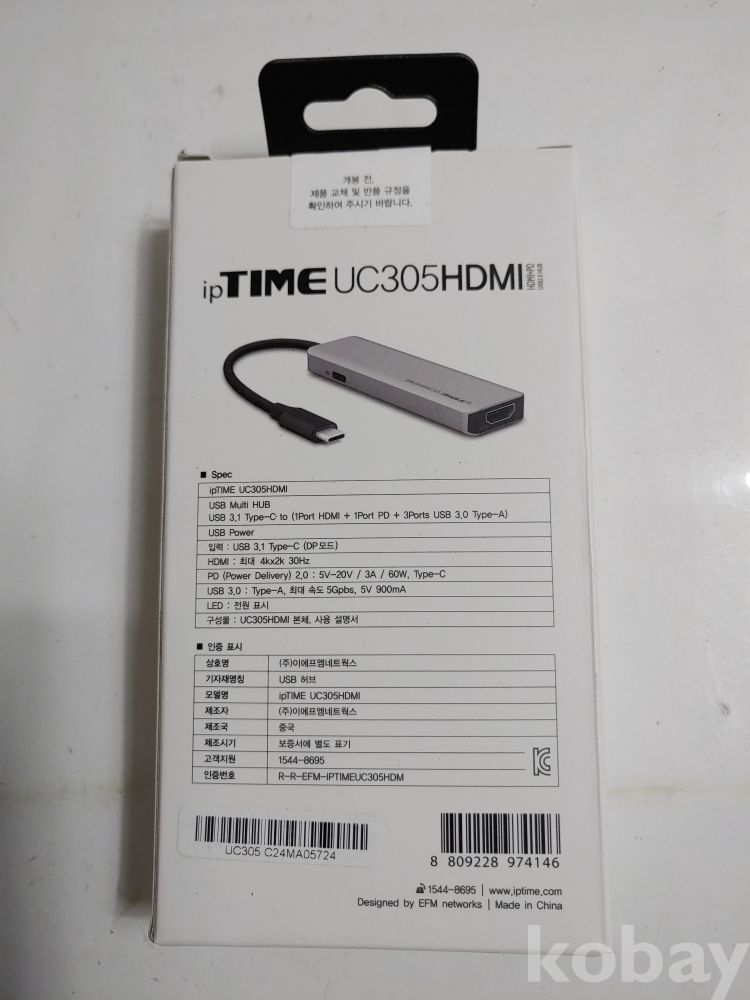 개봉 전,
제품 교체 및 반품 규정을
확인하여 주시기 바랍니다.
ipTIME UC305HDMI
HDMI+PD
■ Spec
ipTIME UC305HDMI
USB Multi HUB
USB 3.1 Type-C to (1Port HDMI + 1Port PD + 3Ports USB 3.0 Type-A)
USB Power
입력 : USB 3.1 Type-C (DP모드)
HDMI : 최대 4kx2k 30Hz
PD (Power Delivery) 2.0 : 5V-20V / 3A / 60W, Type-C
USB 3.0 : Type-A, 최대 속도 5Gpbs, 5V 900mA
LED : 전원 표시
구성물 : UC305HDMI 본체, 사용 설명서
■ 인증 표시
상호명 (주)이에프엠네트웍스
기자재명칭 USB 허브
모델명 ipTIME UC305HDMI
제조자 (주)이에프엠네트웍스
제조국 중국
제조시기 보증서에 별도 표기
고객지원 1544-8695
인증번호 R-R-EFM-IPTIMEUC305HDM
UC305 C24MA05724
8 809228 974146
1544-8695 | www.iptime.com
Designed by EFM networks | Made in China
kobay